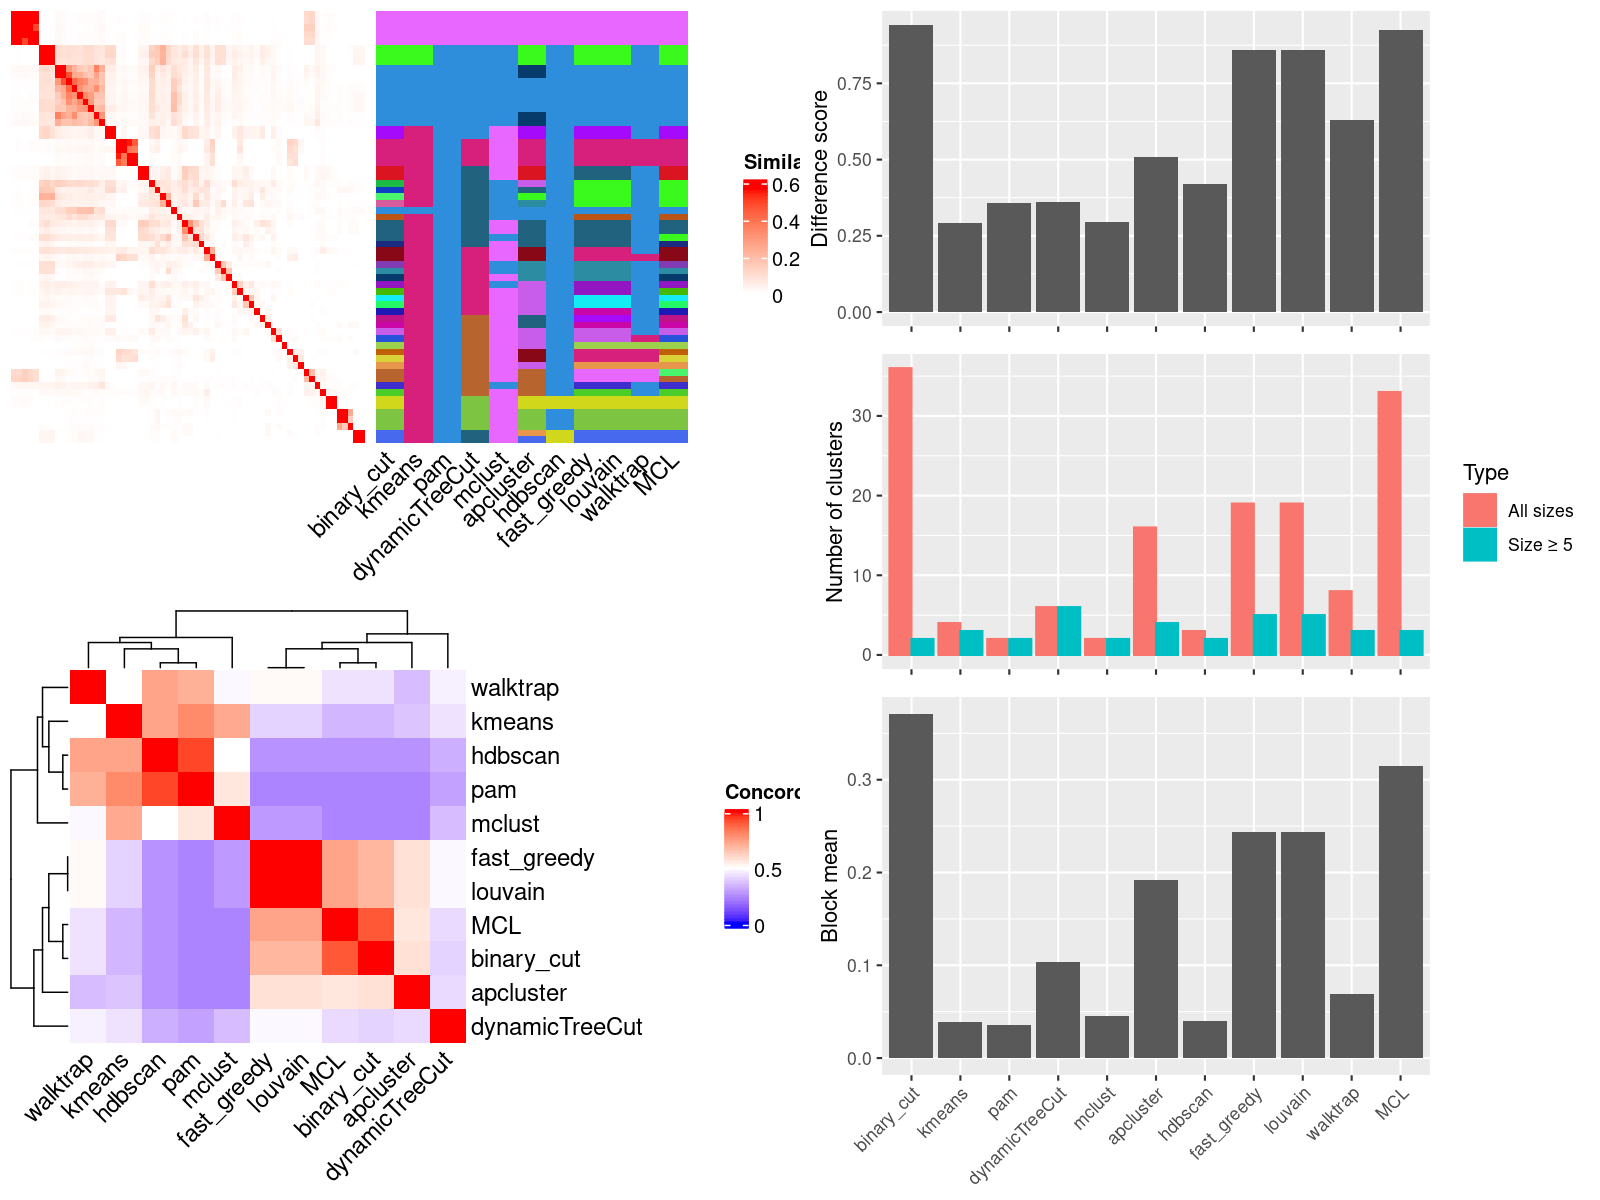 Simila
0.6
0.4
0.2
0
binary_cut
kmeans
pam
dynamicTreeCut
mclust
apcluster
hdbscan
fast_greedy
louvain
walktrap
MCL
walktrap
kmeans
hdbscan
pam
mclust
fast_greedy
louvain
MCL
binary_cut
apcluster
dynamicTreeCut
walktrap
kmeans
hdbscan
pam
mclust
fast_greedy
louvain
MCL
binary_cut
apcluster
dynamicTreeCut
Concord
1
0.5
0
Difference score
0.75
0.50
0.25
0.00
Number of clusters
30
20
10
0
Type
All sizes
Size ≥ 5
Block mean
0.3
0.2
0.1
0.0
binary_cut
kmeans
pam
dynamicTreeCut
mclust
apcluster
hdbscan
fast_greedy
louvain
walktrap
MCL